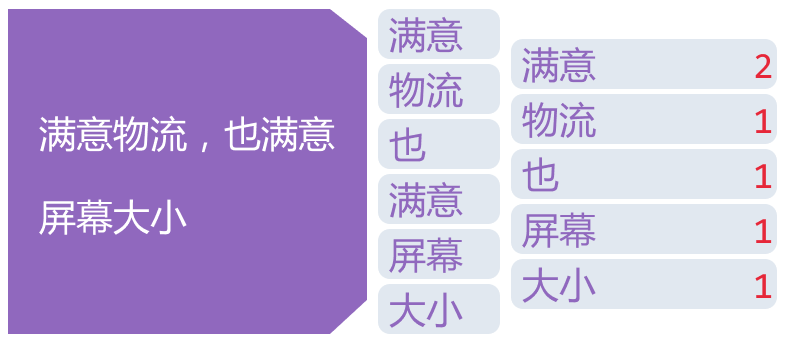 满意物流，也满意
屏幕大小
满意
物流
也
满意
屏幕
大小
满意 2
物流 1
也 1
屏幕 1
大小 1